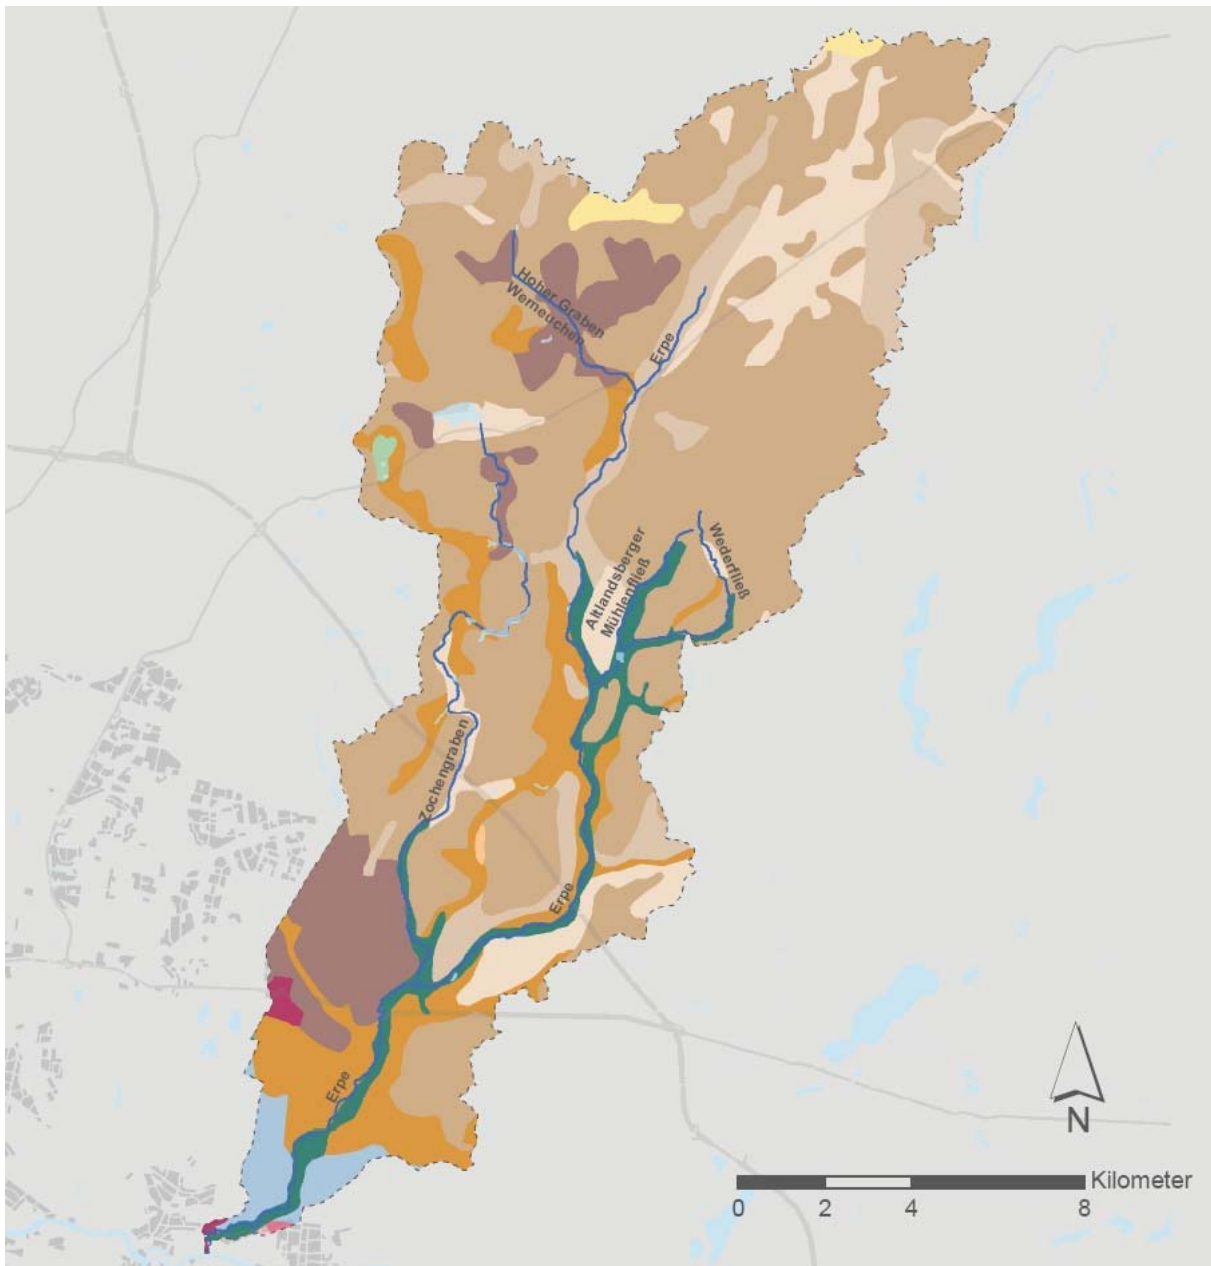 Hoher Graben
Werneuchen
Erpe
Altlandsberger
Mühlenfließ
Wederfließ
Zochengraben
Erpe
Erpe
N
Kilometer
0 2 4 8